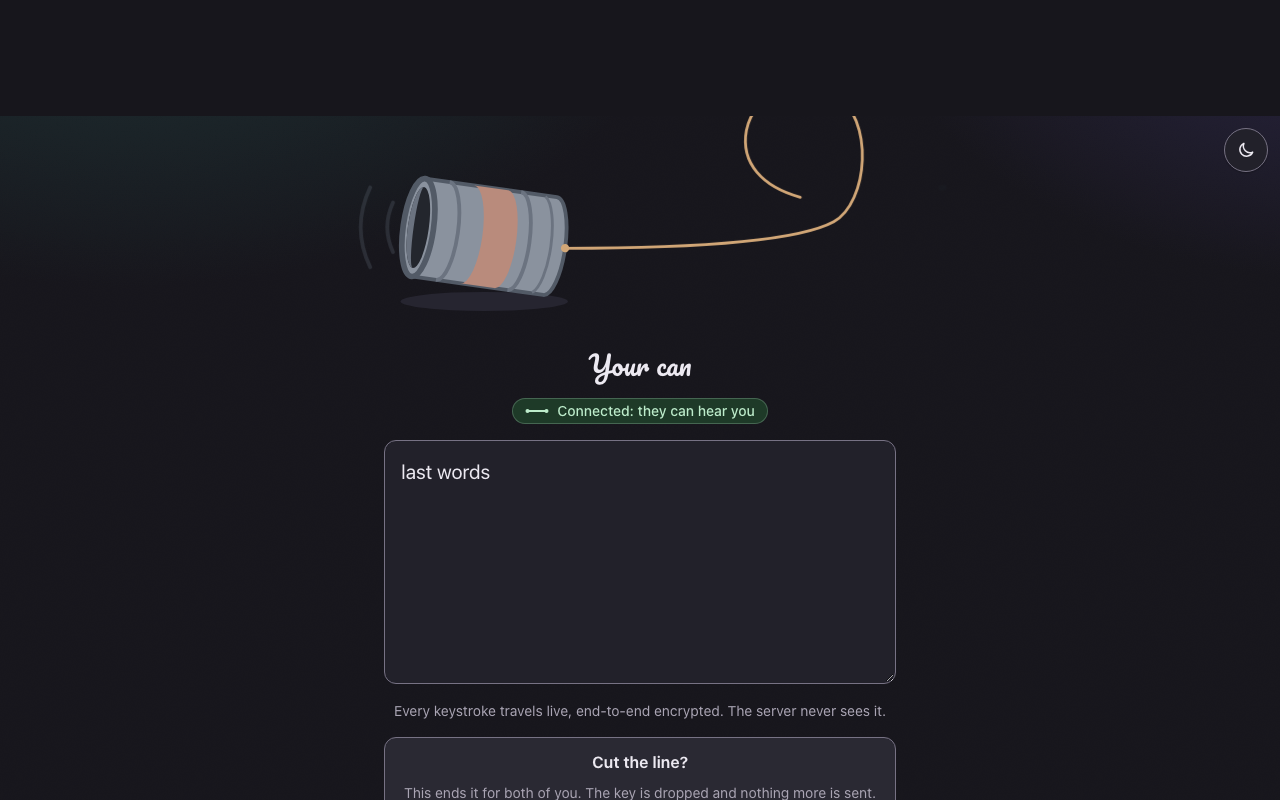 Your can
Connected: they can hear you
last words
Every keystroke travels live, end-to-end encrypted. The server never sees it.
Cut the line?
This ends it for both of you. The key is dropped and nothing more is sent.